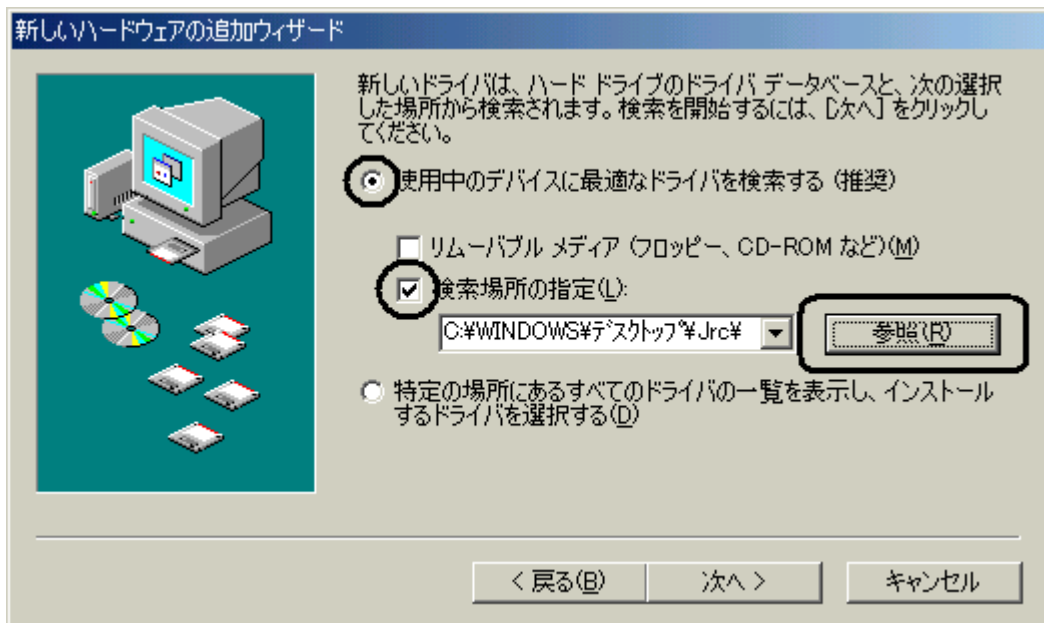 新しいハードウェアの追加ウィザード
新しいドライバは、ハード ドライブのドライバ データベースと、次の選択
した場所から検索されます。検索を開始するには、[次へ] をクリックし
てください。
使用中のデバイスに最適なドライバを検索する (推奨)
リムーバブル メディア (フロッピー、CD-ROM など)(M)
検索場所の指定(L):
C:¥WINDOWS¥デスクトップ¥Jrc¥
参照(R)
特定の場所にあるすべてのドライバの一覧を表示し、インストール
するドライバを選択する(D)
< 戻る(B)
次へ >
キャンセル